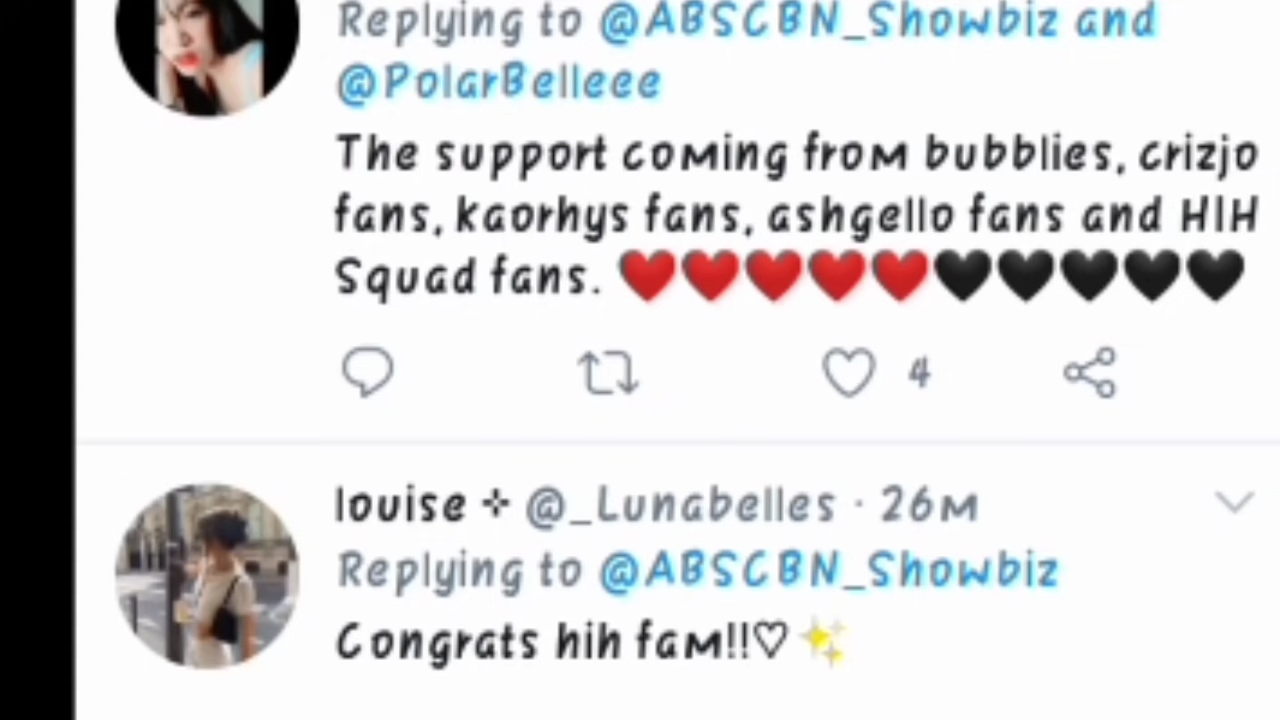 Replying to @ABSCBN_Showbiz and
@PolarBelleee
The support coming from bubblies, crizjo
fans, kaorhys fans, ashgello fans and HIH
Squad fans. ❤️❤️❤️❤️❤️🖤🖤🖤🖤🖤
4
louise ✧ @_Lunabelles · 26m
Replying to @ABSCBN_Showbiz
Congrats hih fam!!♡✨